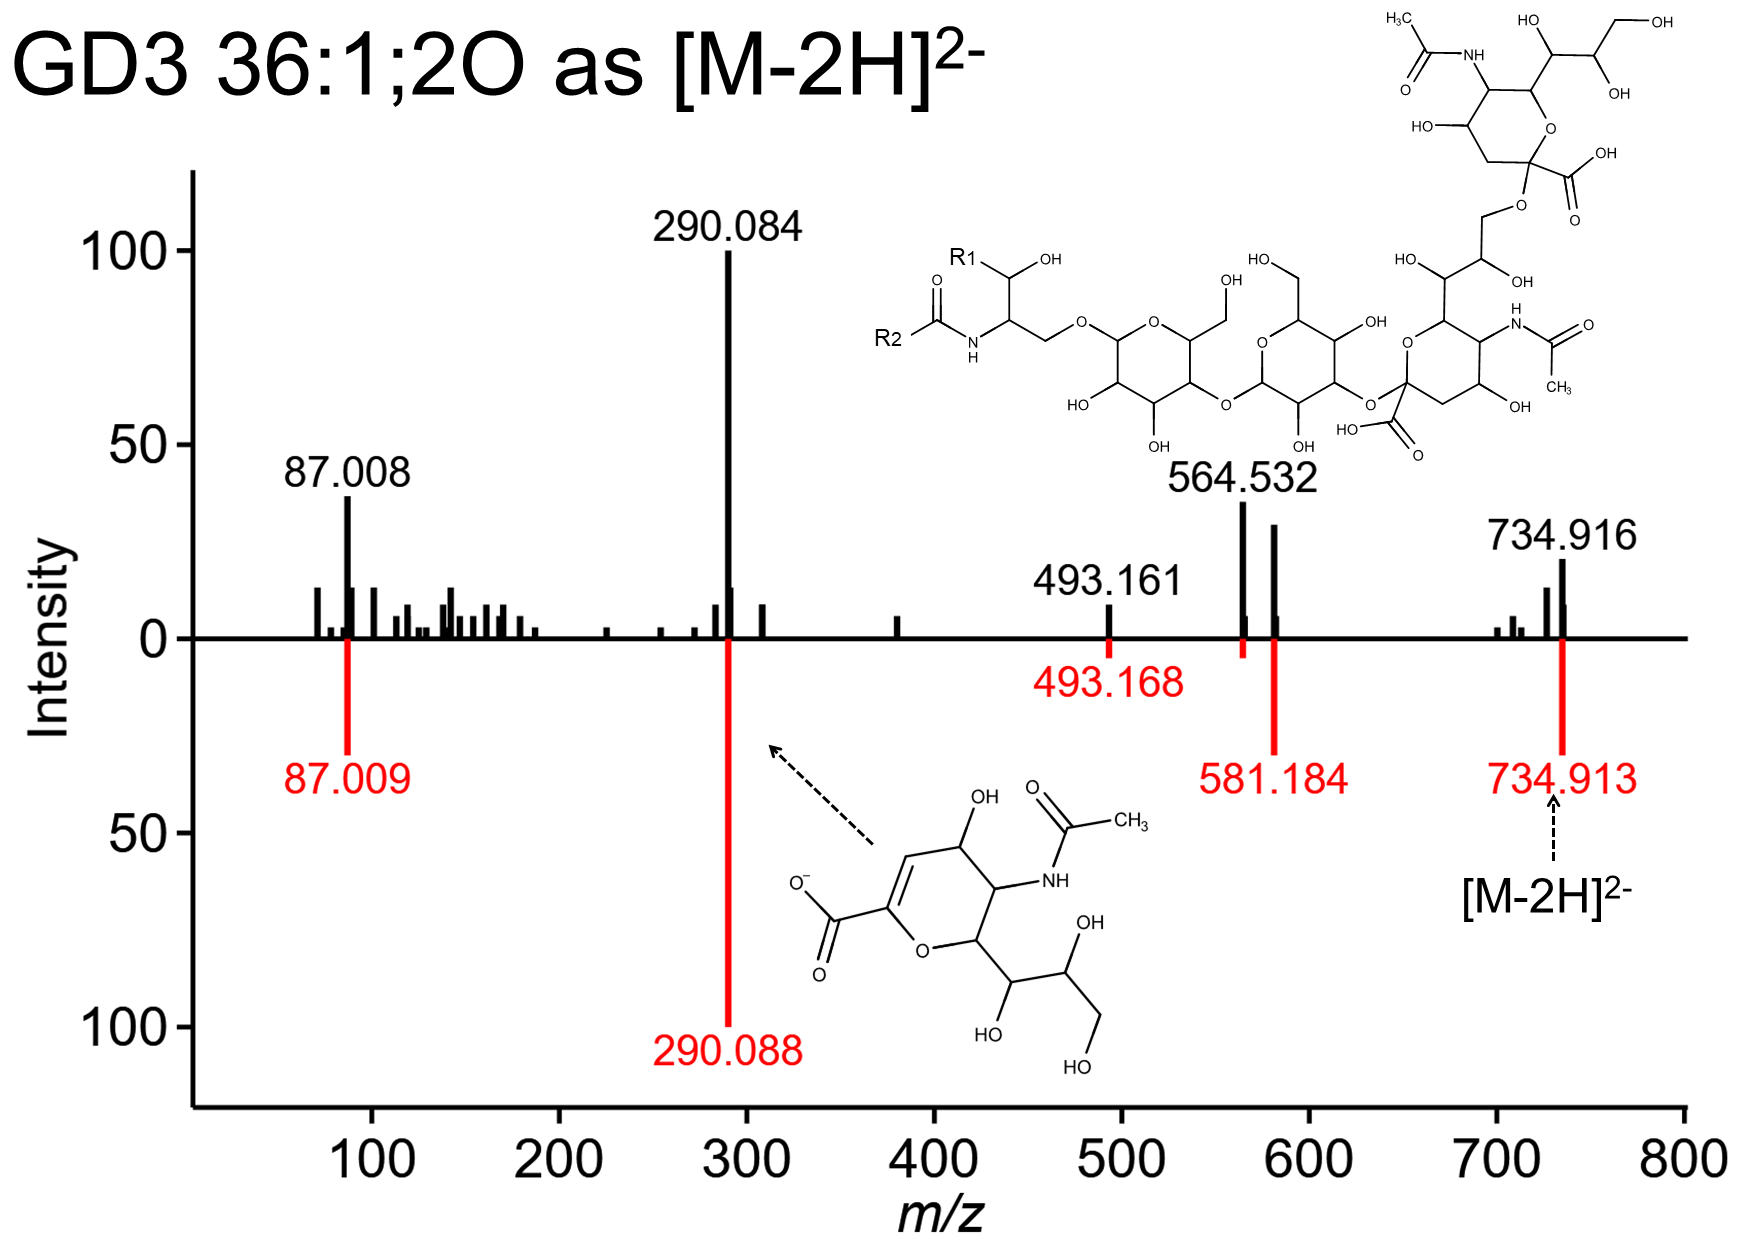 GD3 36:1;2O as [M-2H]2-
H₃C
NH
O
HO
OH
OH
HO
O
OH
O
O
R1
OH
O
R2
N
H
O
O
OH
HO
OH
O
HO
O
OH
OH
O
HO
OH
O
H
N
O
CH₃
OH
HO
O
Intensity
100
50
0
50
100
290.084
87.008
493.161
564.532
734.916
87.009
290.088
493.168
581.184
734.913
[M-2H]2-
OH
O
CH₃
NH
O⁻
O
O
OH
HO
HO
100
200
300
400
500
600
700
800
m/z